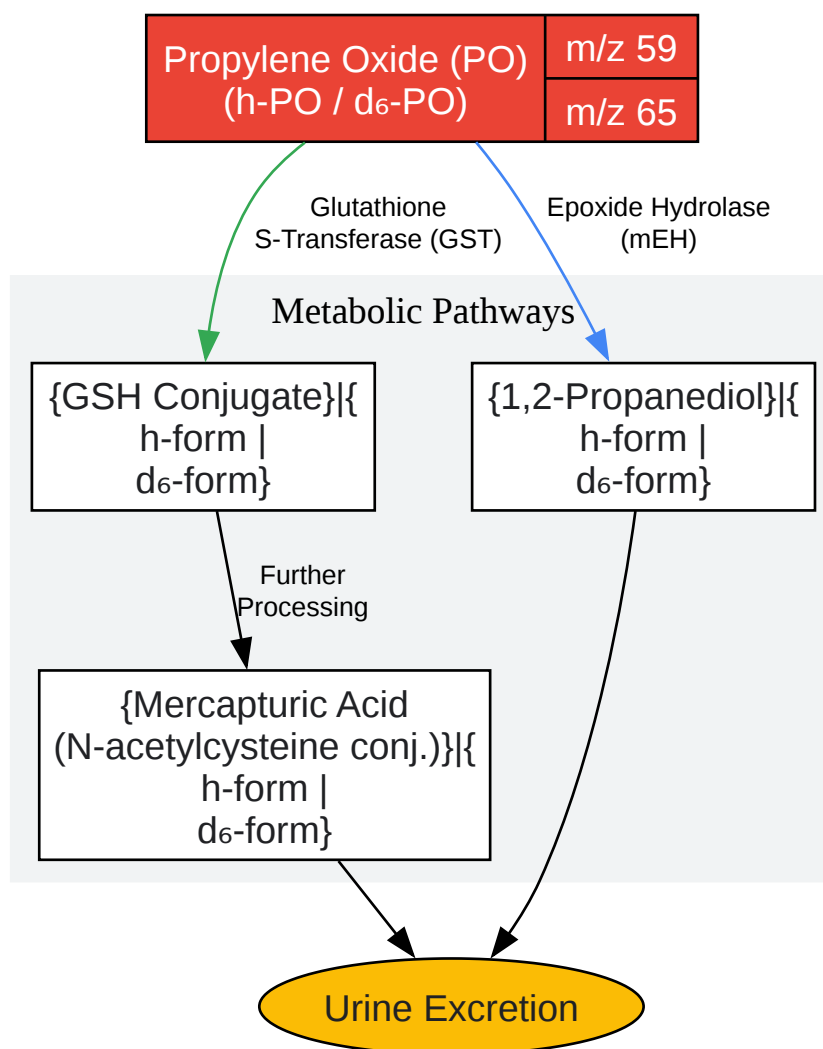 Propylene Oxide (PO)
(h-PO / d₆-PO)
m/z 59
m/z 65
Glutathione
S-Transferase (GST)
Epoxide Hydrolase
(mEH)
Metabolic Pathways
{GSH Conjugate}|{
h-form |
d₆-form}
{1,2-Propanediol}|{
h-form |
d₆-form}
Further
Processing
{Mercapturic Acid
(N-acetylcysteine conj.)}|{
h-form |
d₆-form}
Urine Excretion